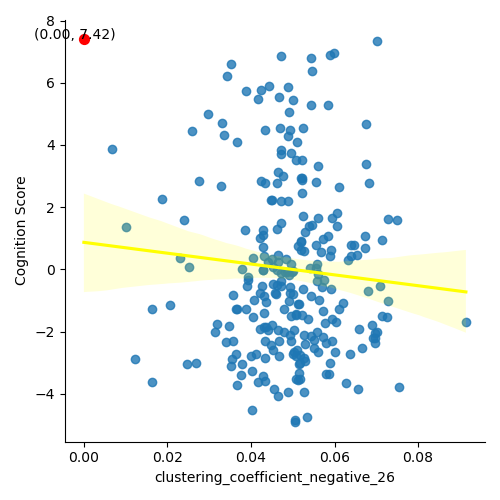 8
(0.00, 7.42)
6
4
2
0
−2
−4
Cognition Score
0.00 0.02 0.04 0.06 0.08
clustering_coefficient_negative_26